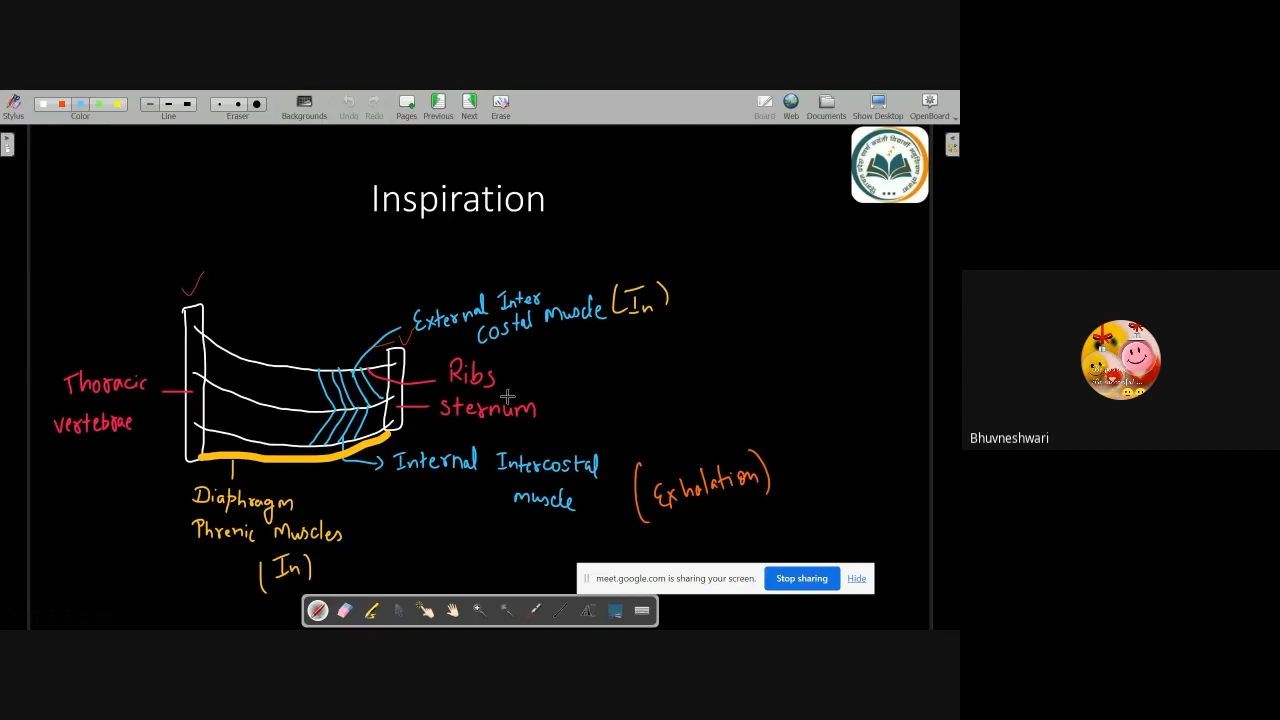 Stylus
Color
Line
Eraser
Backgrounds
Undo
Redo
Pages
Previous
Next
Erase
Board
Web
Documents
Show Desktop
OpenBoard
Inspiration
External Inter
Costal Muscle (In)
Ribs
Sternum
Thoracic
vertebrae
Internal Intercostal
muscle
(Exhalation)
Diaphragm
Phrenic Muscles
(In)
meet.google.com is sharing your screen.
Stop sharing
Hide
Bhuvneshwari